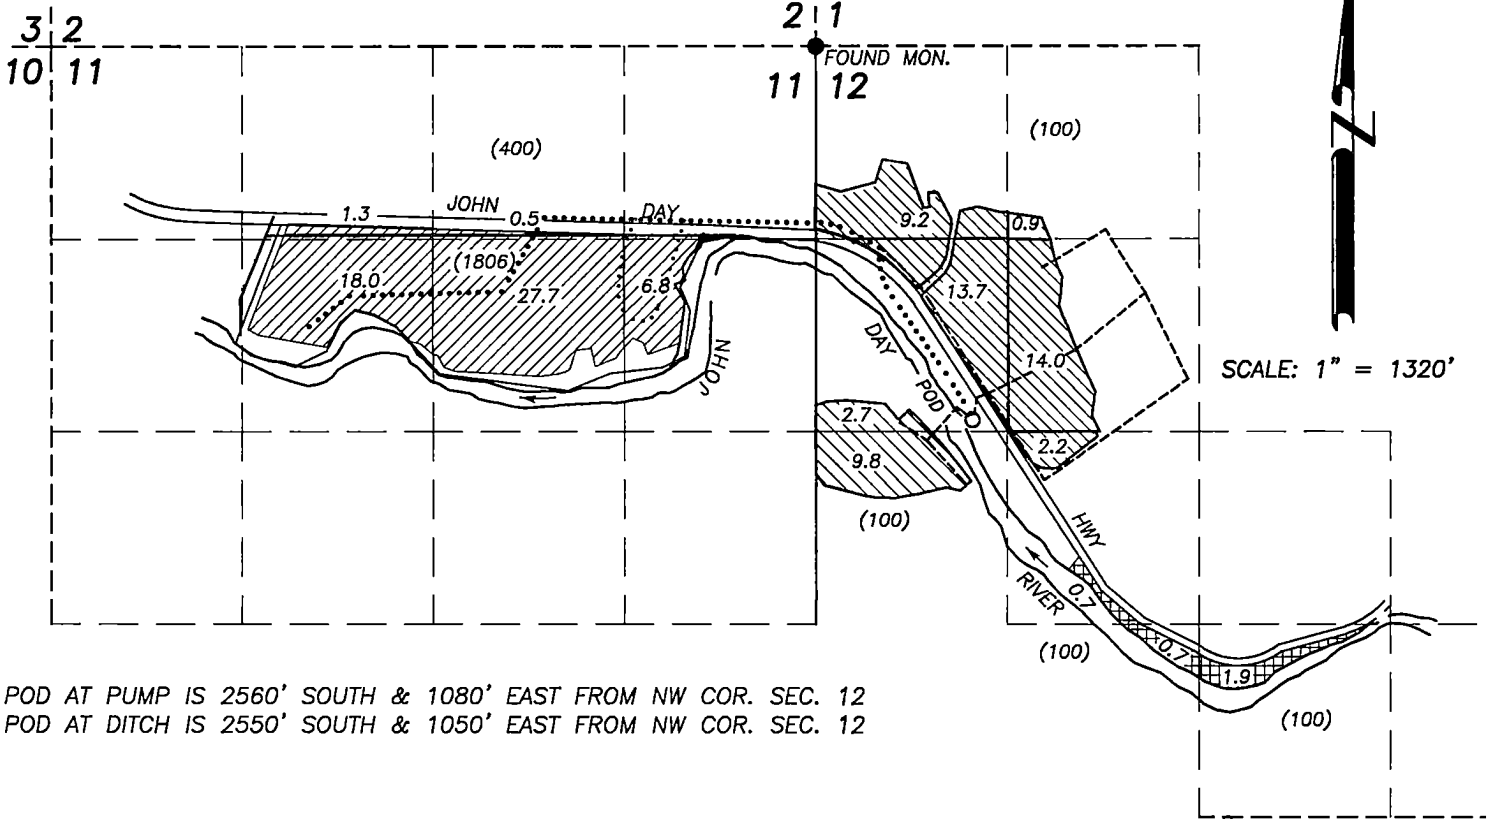 3 2
2 1
10 11
FOUND MON.
11 12
(400)
(100)
N
JOHN
1.3
0.5
DAY
9.2
0.9
(1806)
18.0
27.7
6.8
13.7
DAY
JOHN
14.0
SCALE: 1" = 1320'
POD
2.7
2.2
9.8
(100)
HWY
RIVER
0.7
(100)
0.7
1.9
(100)
POD AT PUMP IS 2560' SOUTH & 1080' EAST FROM NW COR. SEC. 12
POD AT DITCH IS 2550' SOUTH & 1050' EAST FROM NW COR. SEC. 12